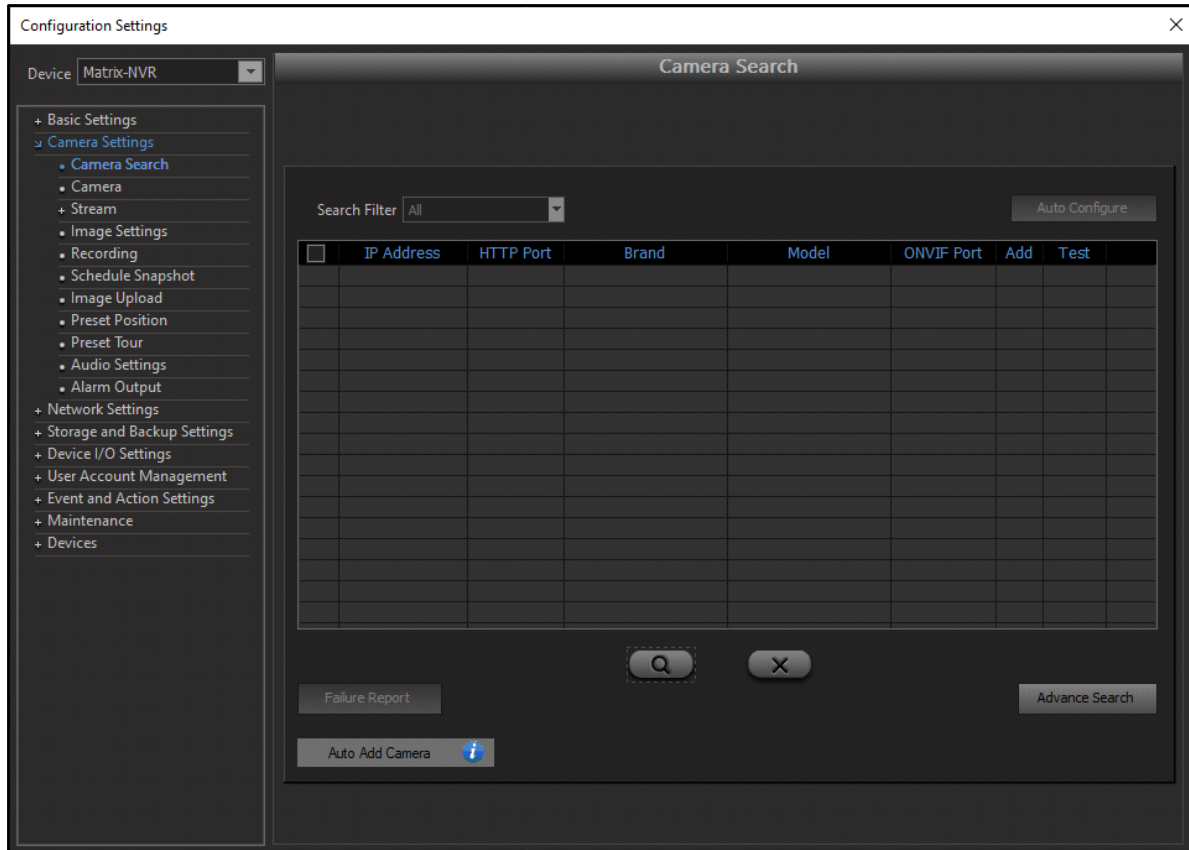 Configuration Settings
Device Matrix-NVR
Camera Search
+ Basic Settings
Camera Settings
Camera Search
Camera
+ Stream
Image Settings
Recording
Schedule Snapshot
Image Upload
Preset Position
Preset Tour
Audio Settings
Alarm Output
+ Network Settings
+ Storage and Backup Settings
+ Device I/O Settings
+ User Account Management
+ Event and Action Settings
+ Maintenance
+ Devices
Search Filter All
Auto Configure
IP Address HTTP Port Brand Model ONVIF Port Add Test
Failure Report
Advance Search
Auto Add Camera i